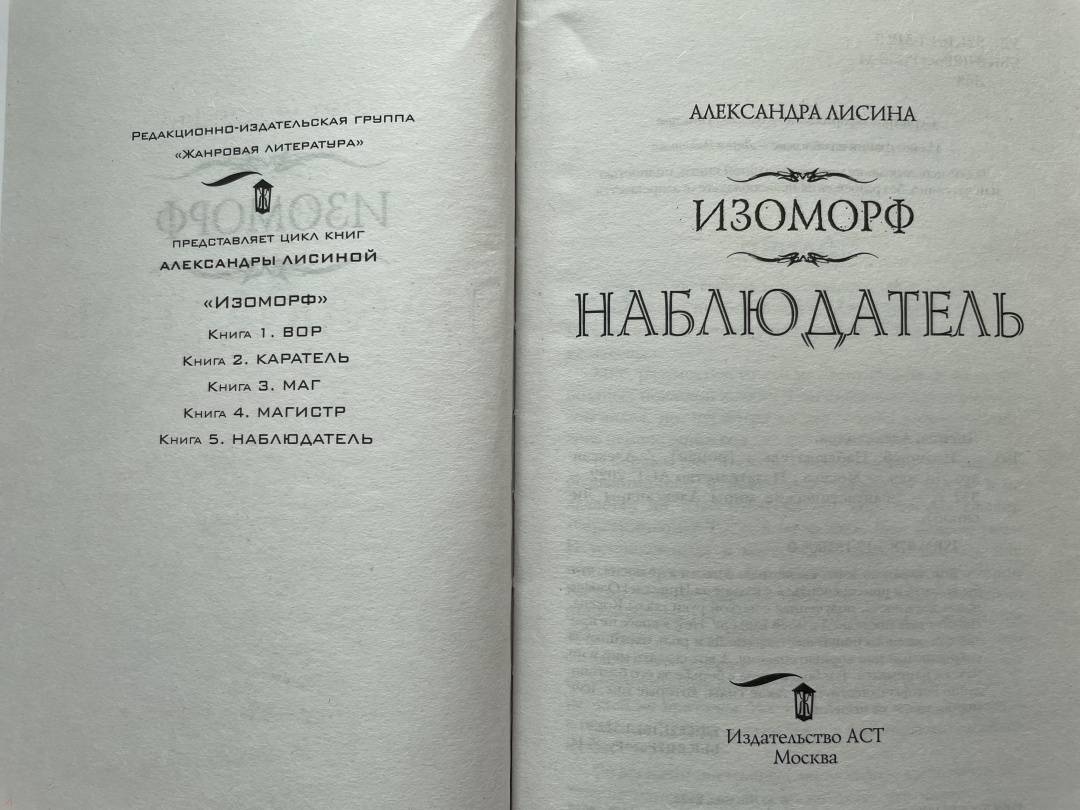 Редакционно-издательская группа
«Жанровая литература»
Ж
представляет цикл книг
АЛЕКСАНДРЫ ЛИСИНОЙ
«Изоморф»
Книга 1. ВОР
Книга 2. КАРАТЕЛЬ
Книга 3. МАГ
Книга 4. МАГИСТР
Книга 5. НАБЛЮДАТЕЛЬ
АЛЕКСАНДРА ЛИСИНА
ИЗОМОРФ
НАБЛЮДАТЕЛЬ
Ж
Издательство АСТ
Москва